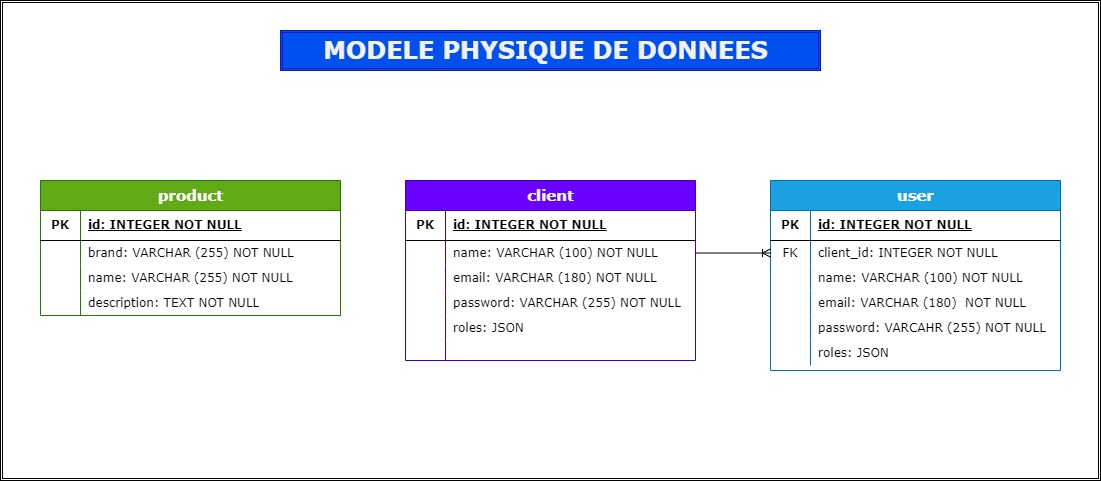 MODELE PHYSIQUE DE DONNEES
product
PK id: INTEGER NOT NULL
brand: VARCHAR (255) NOT NULL
name: VARCHAR (255) NOT NULL
description: TEXT NOT NULL
client
PK id: INTEGER NOT NULL
name: VARCHAR (100) NOT NULL
email: VARCHAR (180) NOT NULL
password: VARCHAR (255) NOT NULL
roles: JSON
user
PK id: INTEGER NOT NULL
FK client_id: INTEGER NOT NULL
name: VARCHAR (100) NOT NULL
email: VARCHAR (180) NOT NULL
password: VARCAHR (255) NOT NULL
roles: JSON